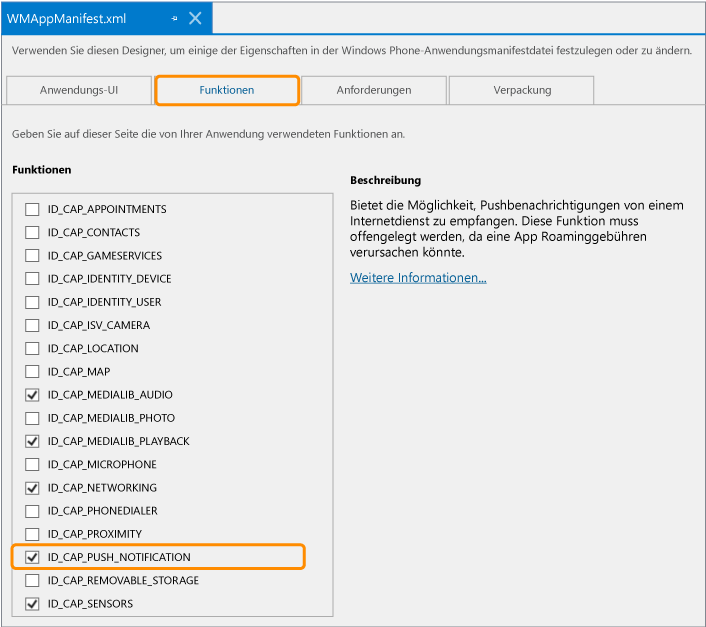 WMAppManifest.xml
Verwenden Sie diesen Designer, um einige der Eigenschaften in der Windows Phone-Anwendungsmanifestdatei festzulegen oder zu ändern.
Anwendungs-UI
Funktionen
Anforderungen
Verpackung
Geben Sie auf dieser Seite die von Ihrer Anwendung verwendeten Funktionen an.
Funktionen
ID_CAP_APPOINTMENTS
ID_CAP_CONTACTS
ID_CAP_GAMESERVICES
ID_CAP_IDENTITY_DEVICE
ID_CAP_IDENTITY_USER
ID_CAP_ISV_CAMERA
ID_CAP_LOCATION
ID_CAP_MAP
ID_CAP_MEDIALIB_AUDIO
ID_CAP_MEDIALIB_PHOTO
ID_CAP_MEDIALIB_PLAYBACK
ID_CAP_MICROPHONE
ID_CAP_NETWORKING
ID_CAP_PHONEDIALER
ID_CAP_PROXIMITY
ID_CAP_PUSH_NOTIFICATION
ID_CAP_REMOVABLE_STORAGE
ID_CAP_SENSORS
Beschreibung
Bietet die Möglichkeit, Pushbenachrichtigungen von einem
Internetdienst zu empfangen. Diese Funktion muss
offengelegt werden, da eine App Roaminggebühren
verursachen könnte.
Weitere Informationen...